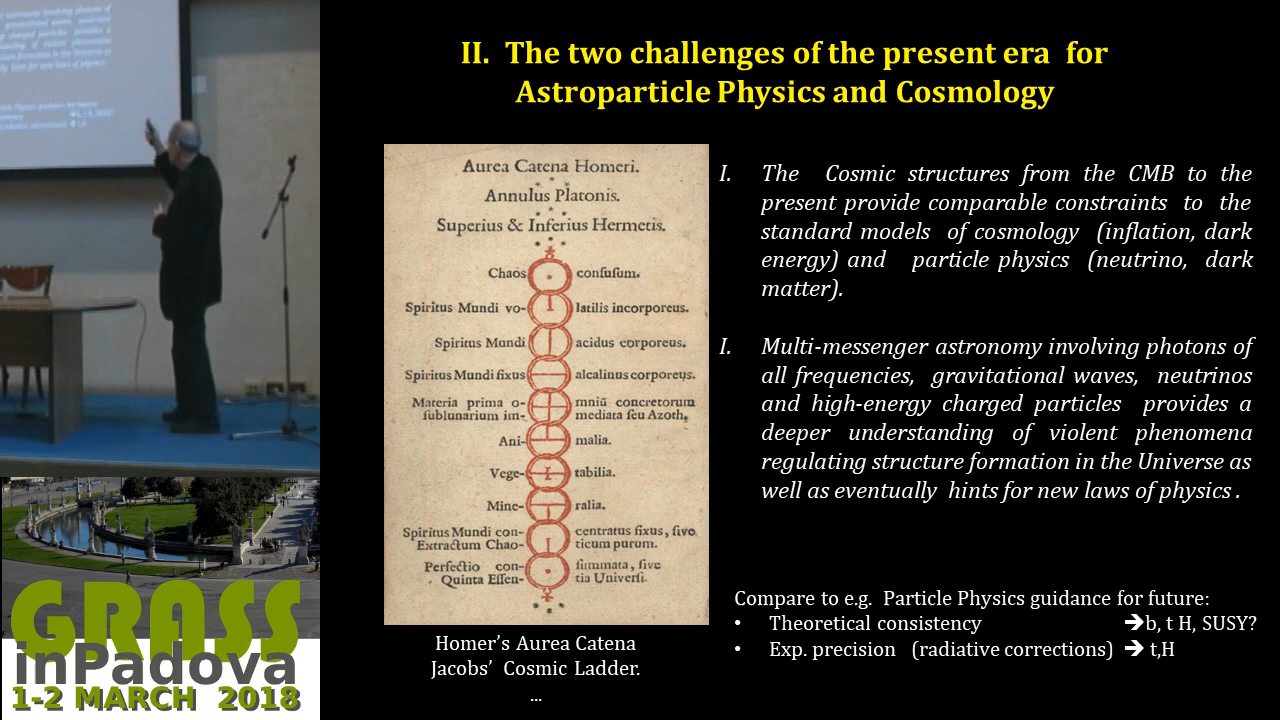 II. The two challenges of the present era for
Astroparticle Physics and Cosmology
Aurea Catena Homeri.
Annulus Platonis.
Superius & Inferius Hermetis.
Chaos confusum.
Spiritus Mundi vo- latilis incorporeus.
Spiritus Mundi acidus corporeus.
Spiritus Mundi fixus alcalinus corporeus.
Materia prima o- mniū concretorum
sublunarium im- mediata seu Azoth.
Ani- malia.
Vege- tabilia.
Mine- ralia.
Spiritus Mundi con- centratus fixus, sive
Extractum Chao- ticum purum.
Perfectio con- summata, sive
Quinta Essen- tia Universi.
Homer’s Aurea Catena
Jacobs’ Cosmic Ladder.
...
I. The Cosmic structures from the CMB to the
present provide comparable constraints to the
standard models of cosmology (inflation, dark
energy) and particle physics (neutrino, dark
matter).
I. Multi-messenger astronomy involving photons of
all frequencies, gravitational waves, neutrinos
and high-energy charged particles provides a
deeper understanding of violent phenomena
regulating structure formation in the Universe as
well as eventually hints for new laws of physics .
Compare to e.g. Particle Physics guidance for future:
• Theoretical consistency ➔b, t H, SUSY?
• Exp. precision (radiative corrections) ➔ t,H
GRASS
inPadova
1-2 MARCH 2018